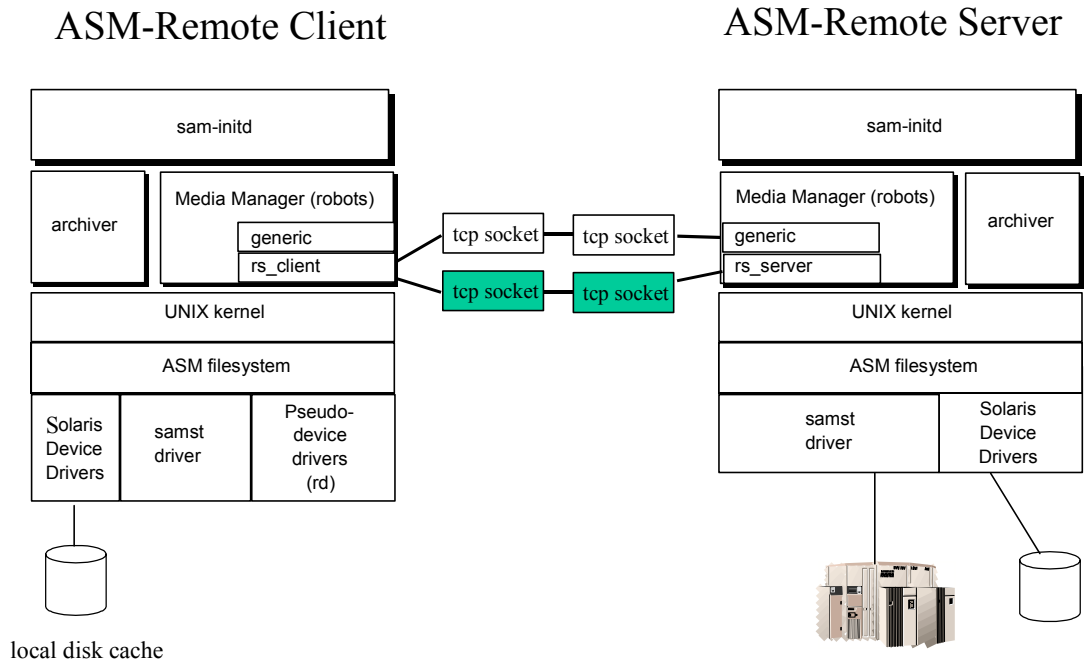 ASM-Remote Client
ASM-Remote Server
sam-initd
archiver
Media Manager (robots)
generic
rs_client
UNIX kernel
ASM filesystem
Solaris
Device
Drivers
samst
driver
Pseudo-
device
drivers
(rd)
local disk cache
tcp socket
tcp socket
tcp socket
tcp socket
sam-initd
Media Manager (robots)
generic
rs_server
archiver
UNIX kernel
ASM filesystem
samst
driver
Solaris
Device
Drivers